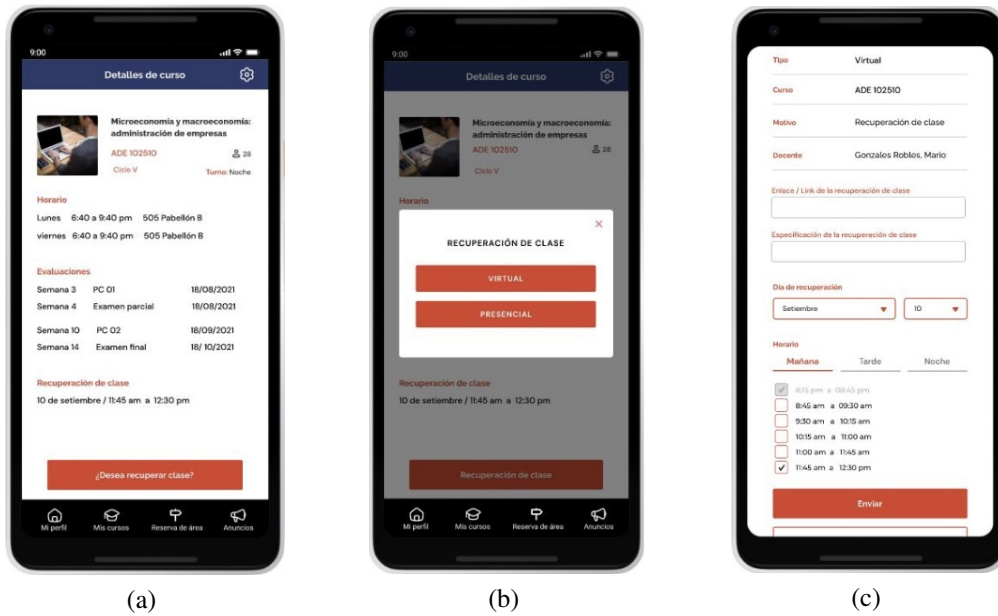 9:00
Detalles de curso
Microeconomía y macroeconomía:
administración de empresas
ADE 102510 28
Ciclo V Turno: Noche
Horario
Lunes 6:40 a 9:40 pm 505 Pabellón B
viernes 6:40 a 9:40 pm 505 Pabellón B
Evaluaciones
Semana 3 PC 01 18/08/2021
Semana 4 Examen parcial 18/08/2021
Semana 10 PC 02 18/09/2021
Semana 14 Examen final 18/ 10/2021
Recuperación de clase
10 de setiembre / 11:45 am a 12:30 pm
¿Desea recuperar clase?
Mi perfil Mis cursos Reserva de área Anuncios
(a)
9:00
Detalles de curso
Microeconomía y macroeconomía:
administración de empresas
ADE 102510 28
Ciclo V
Horario
RECUPERACIÓN DE CLASE
VIRTUAL
PRESENCIAL
Recuperación de clase
10 de setiembre / 11:45 am a 12:30 pm
Recuperación de clase
Mi perfil Mis cursos Reserva de área Anuncios
(b)
Tipo Virtual
Curso ADE 102510
Motivo Recuperación de clase
Docente Gonzales Robles, Mario
Enlace / Link de la recuperación de clase
Especificación de la recuperación de clase
Día de recuperación
Setiembre 10
Horario
Mañana Tarde Noche
8:15 pm a 08:45 pm
8:45 am a 09:30 am
9:30 am a 10:15 am
10:15 am a 11:00 am
11:00 am a 11:45 am
11:45 am a 12:30 pm
Enviar
(c)